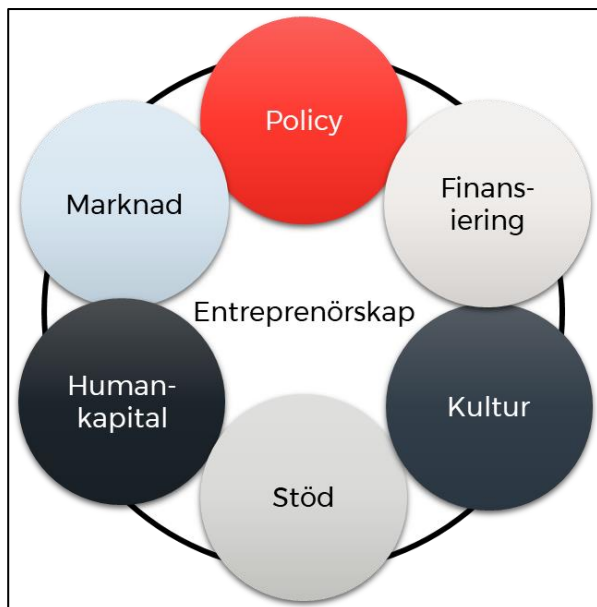 Policy
Finans-
iering
Marknad
Entreprenörskap
Human-
kapital
Kultur
Stöd